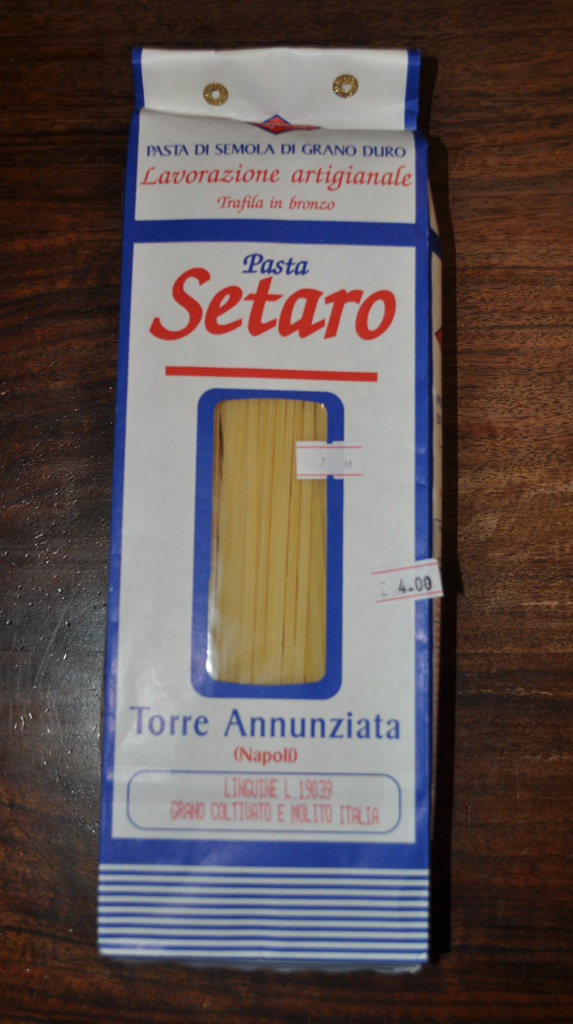 PASTA DI SEMOLA DI GRANO DURO
Lavorazione artigianale
Trafila in bronzo
Pasta
Setaro
4.00
Torre Annunziata
(Napoli)
LINGUINE L.19039
GRANO COLTIVATO E MOLITO ITALIA